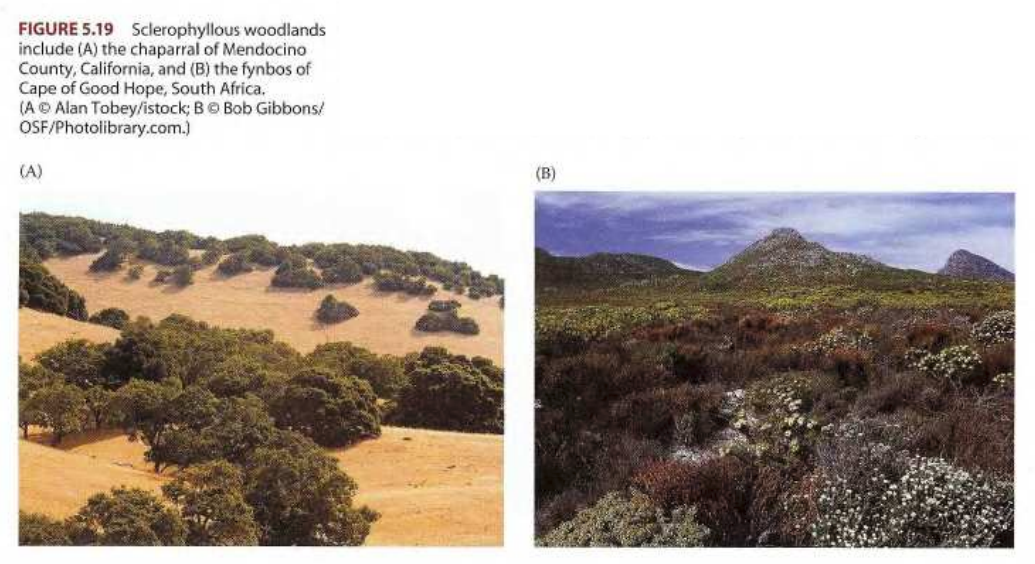 FIGURE 5.19 Sclerophyllous woodlands
include (A) the chaparral of Mendocino
County, California, and (B) the fynbos of
Cape of Good Hope, South Africa.
(A © Alan Tobey/istock; B © Bob Gibbons/
OSF/Photolibrary.com.)
(A)
(B)